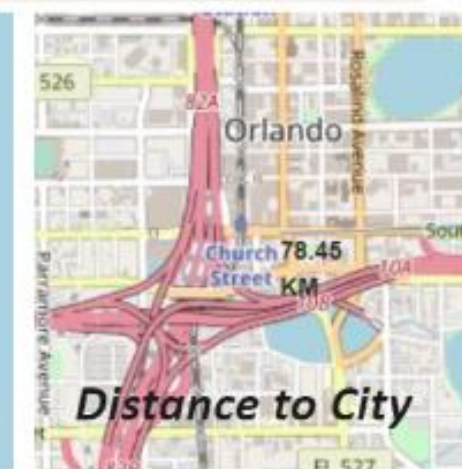 526
82A
Orlando
Rosalind Avenue
Church 78.45
Street KM
Sout
10A
10B
Parramore Avenue
Distance to City
FL 527